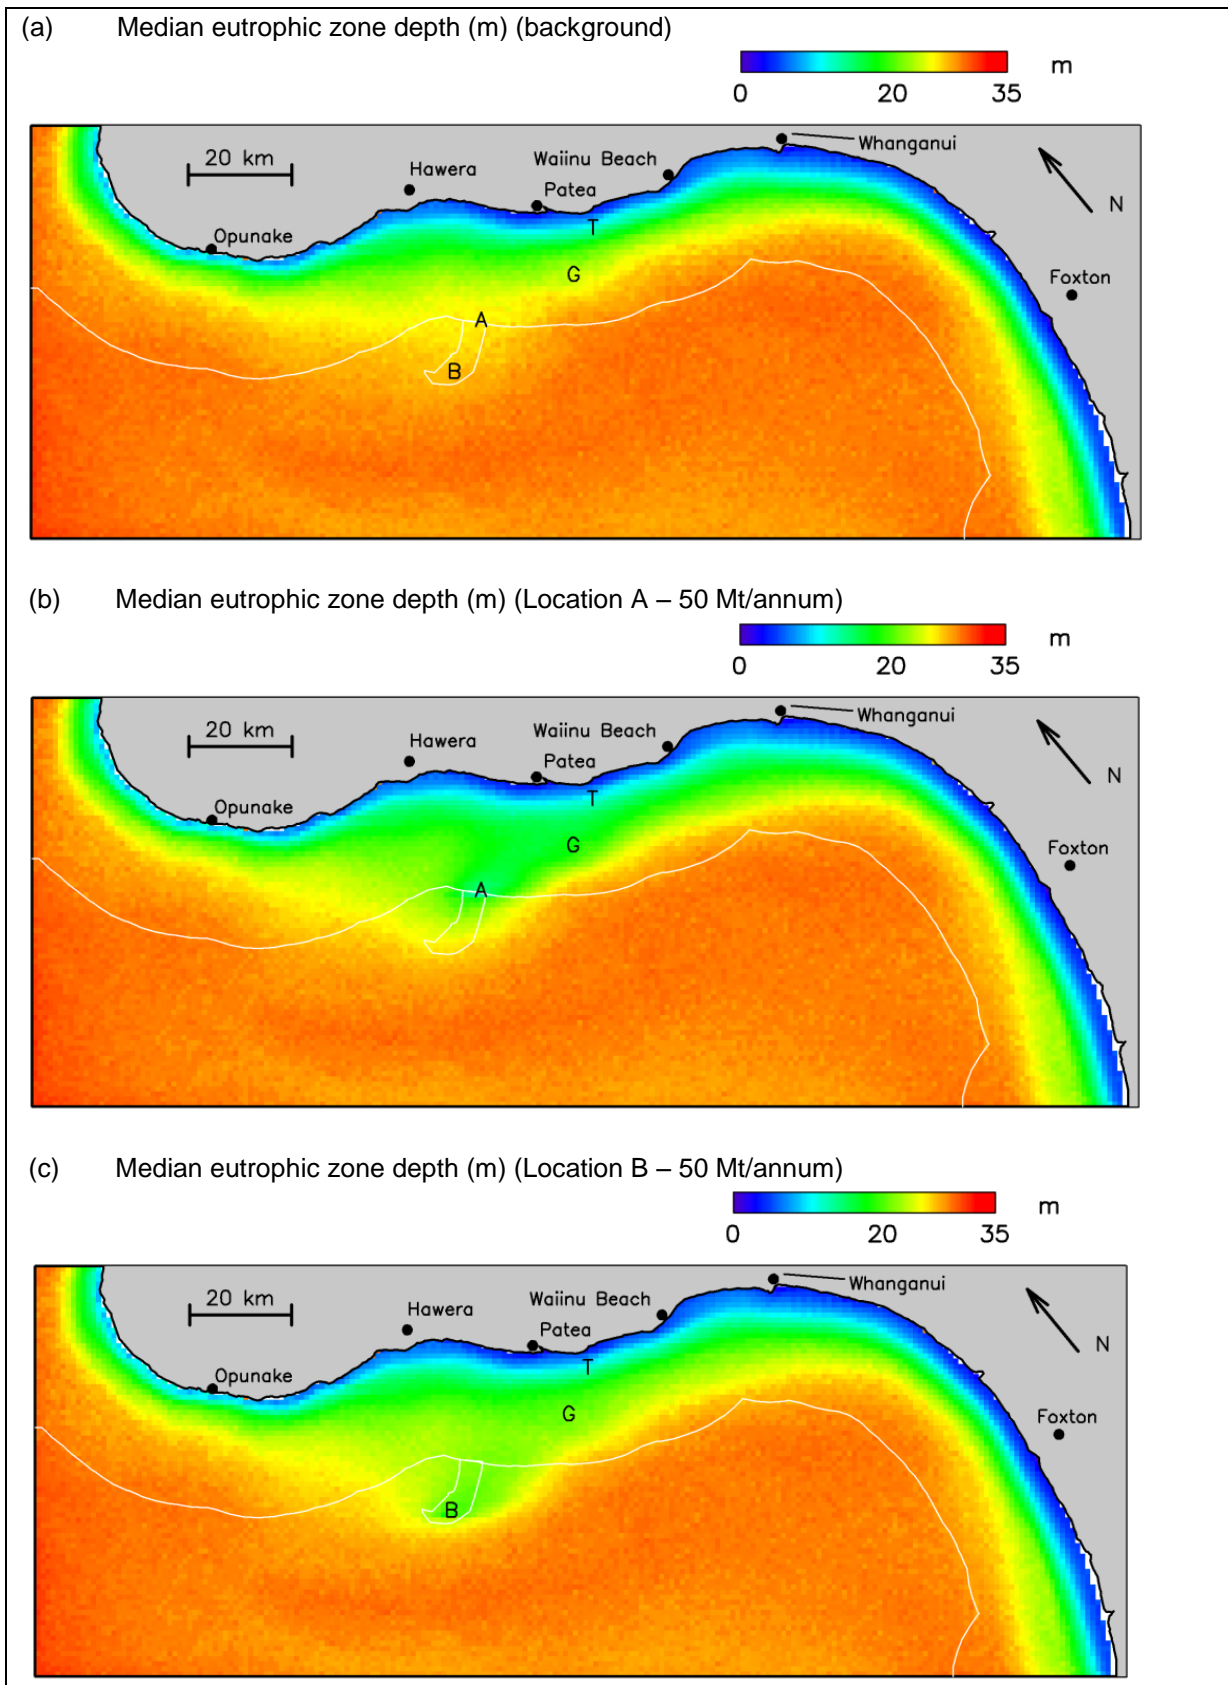 (a) Median eutrophic zone depth (m) (background)
0 20 35 m
20 km
Hawera
Waiinu Beach
Patea
Whanganui
N
Opunake
T
G
Foxton
A
B
(b) Median eutrophic zone depth (m) (Location A – 50 Mt/annum)
0 20 35 m
20 km
Hawera
Waiinu Beach
Patea
Whanganui
N
Opunake
T
G
Foxton
A
(c) Median eutrophic zone depth (m) (Location B – 50 Mt/annum)
0 20 35 m
20 km
Hawera
Waiinu Beach
Patea
Whanganui
N
Opunake
T
G
Foxton
B